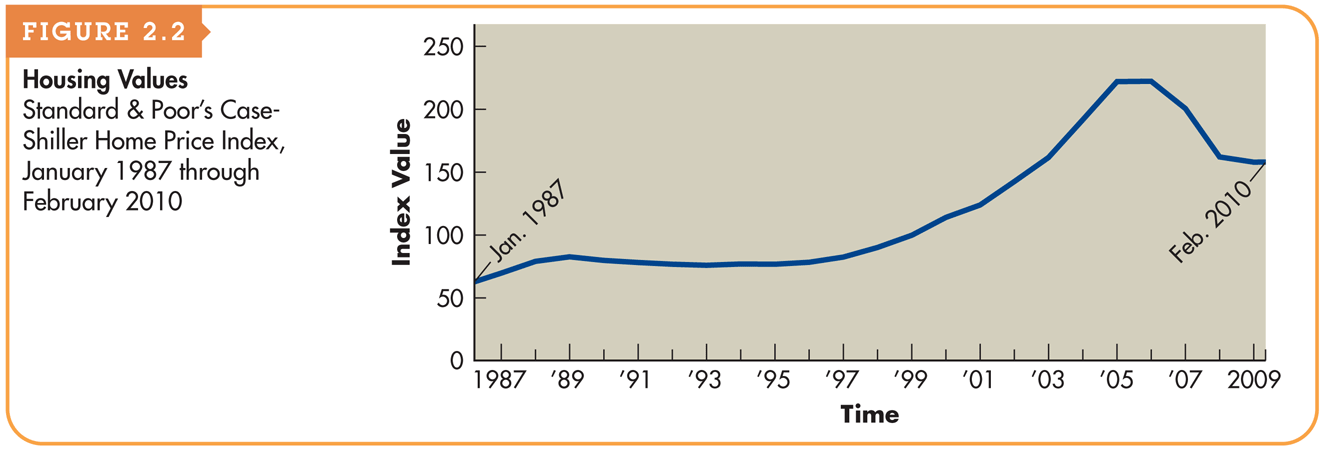 FIGURE 2.2
Housing Values
Standard & Poor’s Case-
Shiller Home Price Index,
January 1987 through
February 2010
Index Value
250
200
150
100
50
0
Jan. 1987
Feb. 2010
1987 ’89 ’91 ’93 ’95 ’97 ’99 ’01 ’03 ’05 ’07 2009
Time